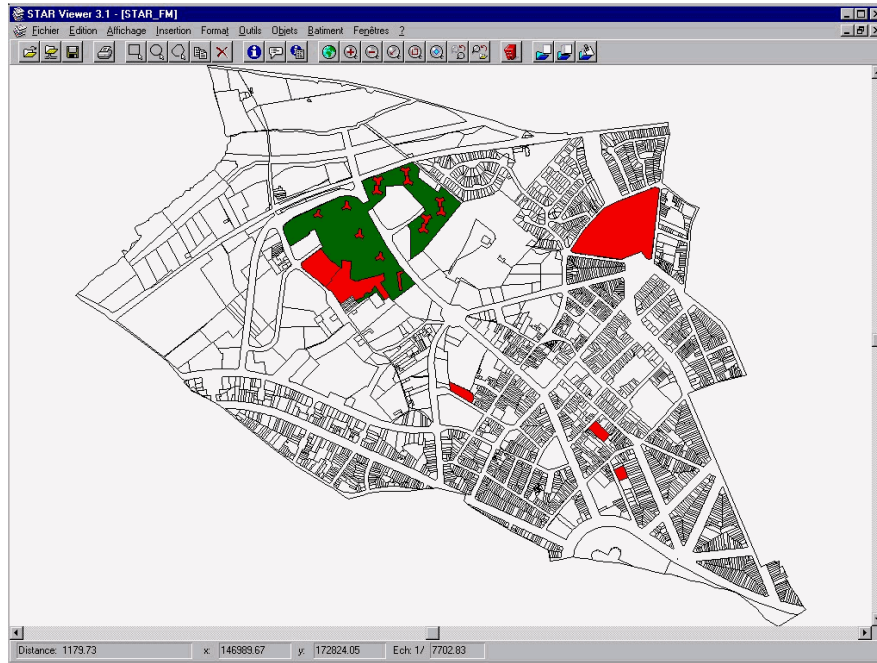 STAR Viewer 3.1 - [STAR_FM]
Fichier Edition Affichage Insertion Format Outils Objets Batiment Fenêtres ?
Distance: 1179.73 x: 146989.67 y: 172824.05 Ech: 1/ 7702.83